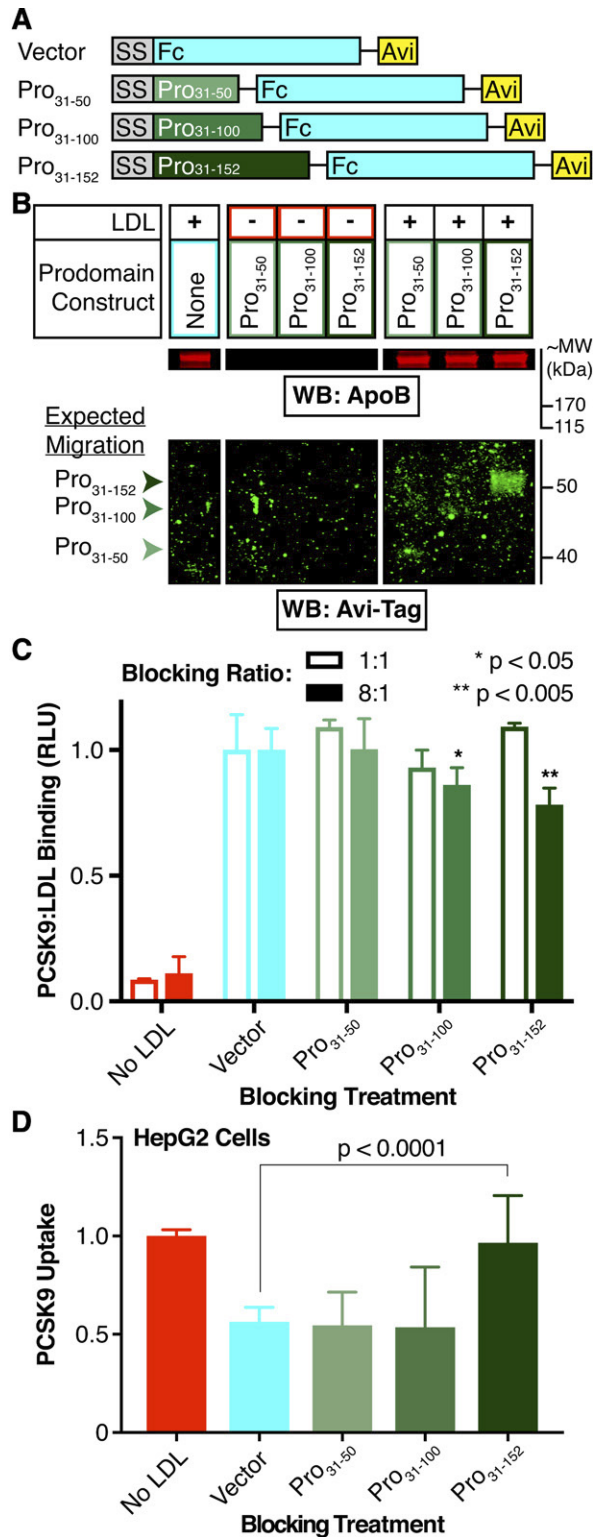 A
Vector SS Fc Avi
Pro31-50 SS Pro31-50 Fc Avi
Pro31-100 SS Pro31-100 Fc Avi
Pro31-152 SS Pro31-152 Fc Avi
B
LDL + - - - + + +
Prodomain Construct None Pro31-50 Pro31-100 Pro31-152 Pro31-50 Pro31-100 Pro31-152
~MW
(kDa)
WB: ApoB
170
115
Expected
Migration
Pro31-152
50
Pro31-100
Pro31-50
40
WB: Avi-Tag
C
Blocking Ratio: 1:1 * p < 0.05
8:1 ** p < 0.005
PCSK9:LDL Binding (RLU)
1.0
0.5
0.0
*
**
No LDL Vector Pro31-50 Pro31-100 Pro31-152
Blocking Treatment
D
HepG2 Cells
p < 0.0001
PCSK9 Uptake
1.5
1.0
0.5
0
No LDL Vector Pro31-50 Pro31-100 Pro31-152
Blocking Treatment